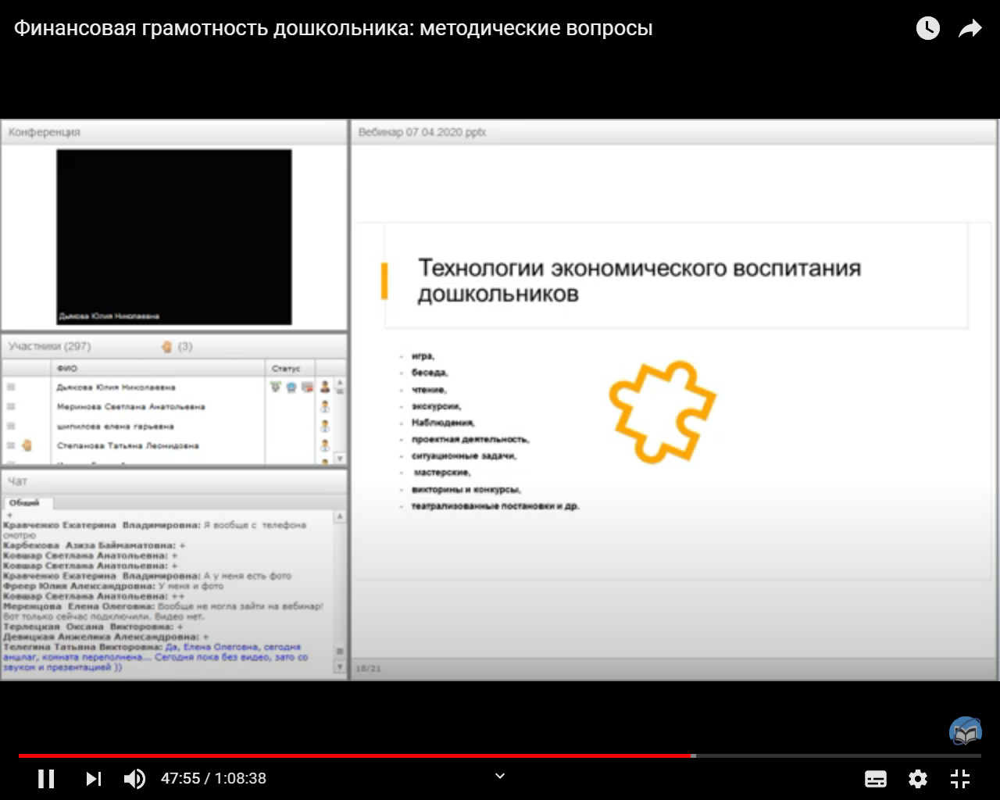 Финансовая грамотность дошкольника: методические вопросы
Конференция
Дьякова Юлия Николаевна
Участники (297) (3)
ФИО Статус
Дьякова Юлия Николаевна
Меринова Светлана Анатольевна
шипилова елена гарьевна
Степанова Татьяна Леонидовна
Чат
Общий
+
Кравченко Екатерина Владимировна: Я вообще с телефона
смотрю
Карбекова Азиза Баймаматовна: +
Ковшар Светлана Анатольевна: +
Ковшар Светлана Анатольевна: +
Кравченко Екатерина Владимировна: А у меня есть фото
Фреер Юлия Александровна: У меня и фото
Ковшар Светлана Анатольевна: ++
Меренцова Елена Олеговна: Вообще не могла зайти на вебинар!
Вот только сейчас подключили. Видео нет.
Терлецкая Оксана Викторовна: +
Девицкая Анжелика Александровна: +
Телегина Татьяна Викторовна: Да, Елена Олеговна, сегодня
аншлаг, комната переполнена... Сегодня пока без видео, зато со
звуком и презентацией ))
Вебинар 07.04.2020.pptx
Технологии экономического воспитания
дошкольников
- игра,
- беседа,
- чтение,
- экскурсии,
- Наблюдения,
- проектная деятельность,
- ситуационные задачи,
- мастерские,
- викторины и конкурсы,
- театрализованные постановки и др.
18/21
47:55 / 1:08:38